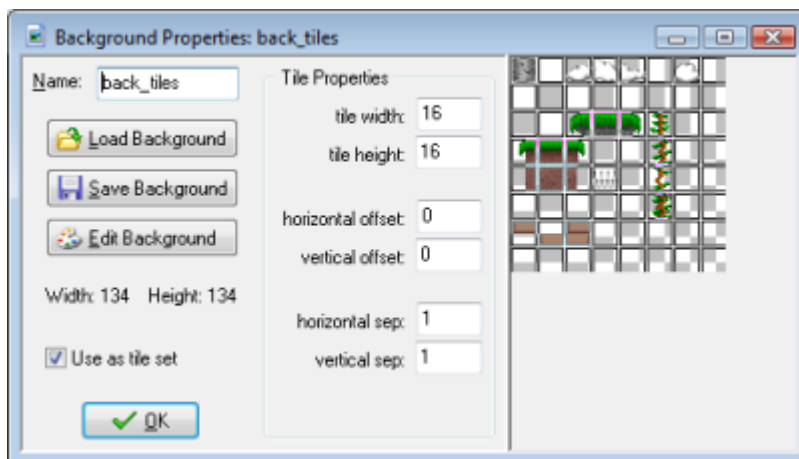 Background Properties: back_tiles
Name: back_tiles
Load Background
Save Background
Edit Background
Width: 134 Height: 134
Use as tile set
OK
Tile Properties
tile width: 16
tile height: 16
horizontal offset: 0
vertical offset: 0
horizontal sep: 1
vertical sep: 1